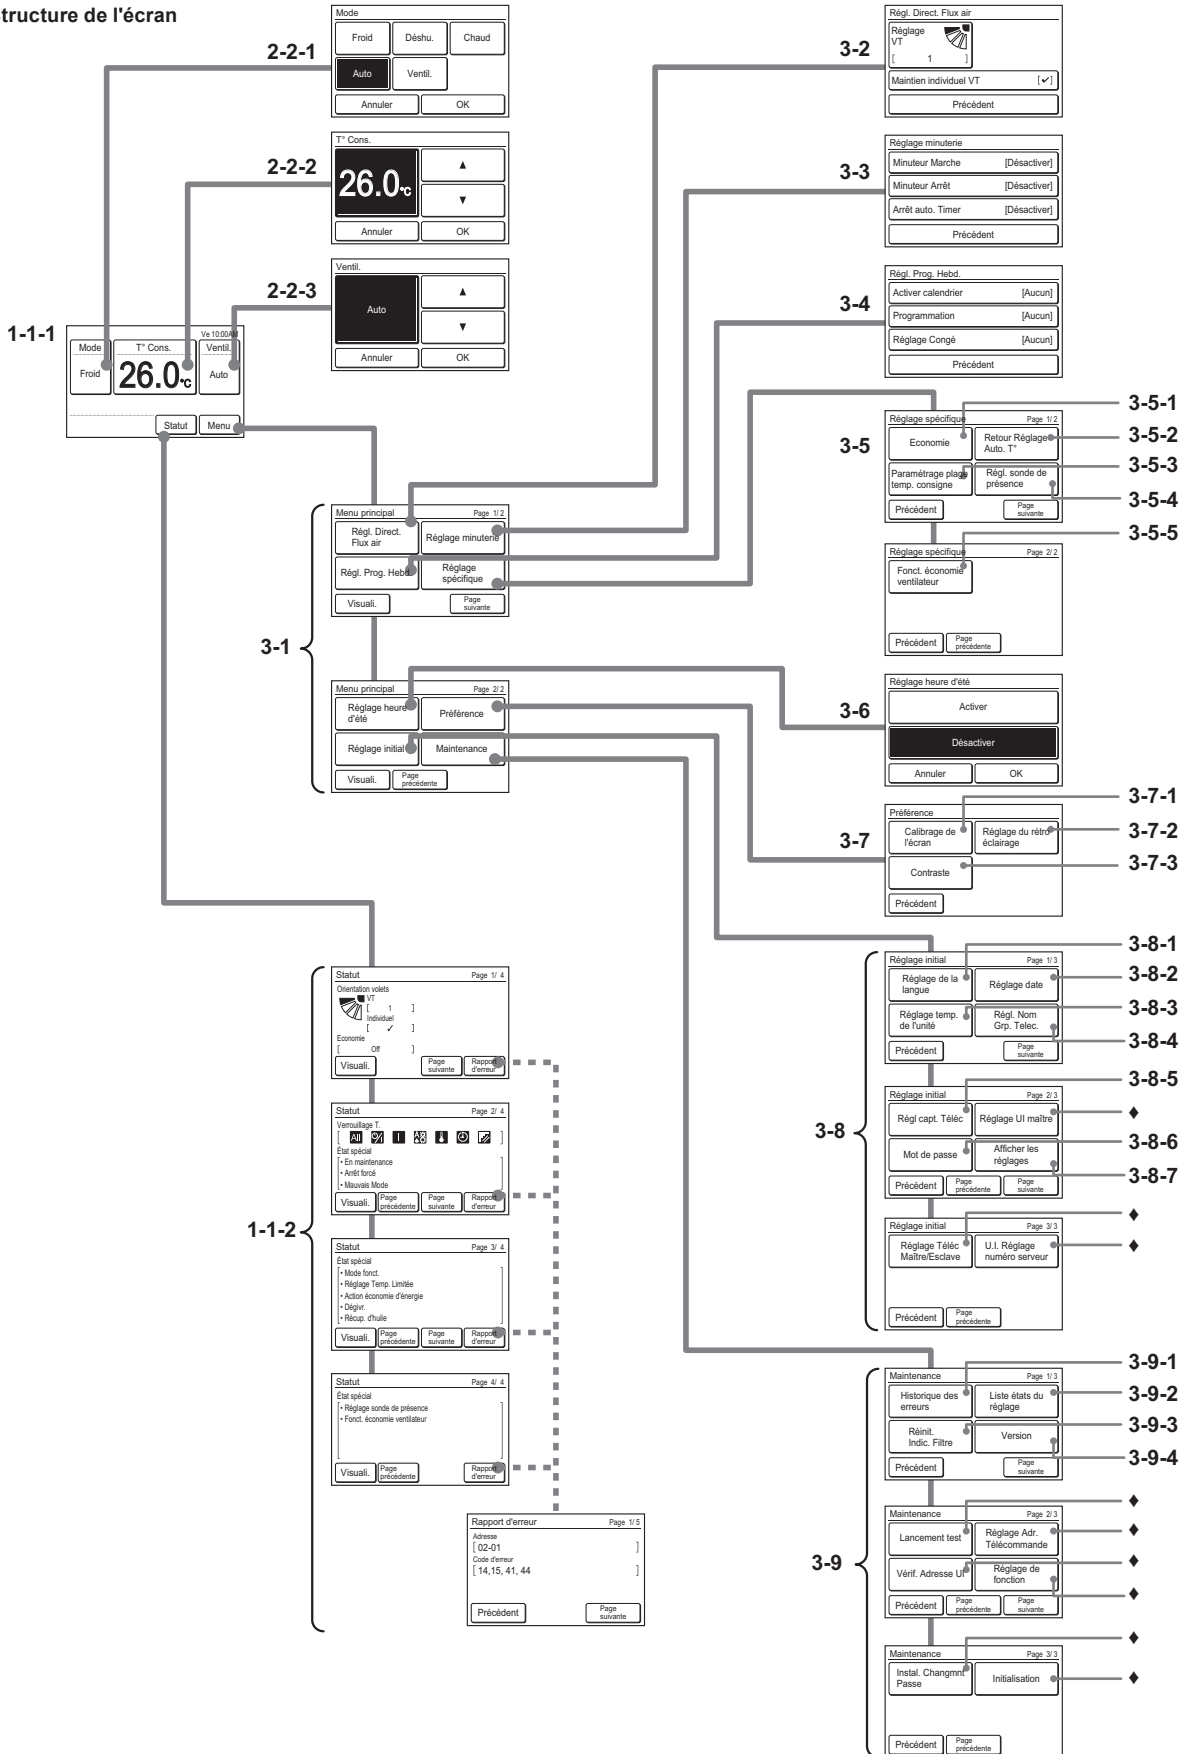 tructure de l'écran
2-2-1
Mode
Froid
Déshu.
Chaud
Auto
Ventil.
Annuler
OK
2-2-2
T° Cons.
26.0°C
▲
▼
Annuler
OK
2-2-3
Ventil.
Auto
▲
▼
Annuler
OK
1-1-1
Ve 10:00AM
Mode
T° Cons.
Ventil.
Froid
26.0°C
Auto
Statut
Menu
3-1
Menu principal
Page 1/ 2
Régl. Direct.
Flux air
Réglage minuterie
Régl. Prog. Hebd.
Réglage
spécifique
Visuali.
Page
suivante
Menu principal
Page 2/ 2
Réglage heure
d'été
Préférence
Réglage initial
Maintenance
Visuali.
Page
précédente
1-1-2
Statut
Page 1/ 4
Orientation volets
VT
[ 1 ]
Individuel
[ ✓ ]
Economie
[ Off ]
Visuali.
Page
suivante
Rapport
d'erreur
Statut
Page 2/ 4
Verrouillage T.
[ All ]
État spécial
• En maintenance
• Arrêt forcé
• Mauvais Mode
Visuali.
Page
précédente
Page
suivante
Rapport
d'erreur
Statut
Page 3/ 4
État spécial
• Mode fonct.
• Réglage Temp. Limitée
• Action économie d'énergie
• Dégivr.
• Récup. d'huile
Visuali.
Page
précédente
Page
suivante
Rapport
d'erreur
Statut
Page 4/ 4
État spécial
• Réglage sonde de présence
• Fonct. économie ventilateur
Visuali.
Page
précédente
Rapport
d'erreur
Rapport d'erreur
Page 1/ 5
Adresse
[ 02-01 ]
Code d'erreur
[ 14,15, 41, 44 ]
Précédent
Page
suivante
3-2
Régl. Direct. Flux air
Réglage
VT
[ 1 ]
Maintien individuel VT
[✔]
Précédent
3-3
Réglage minuterie
Minuteur Marche
[Désactiver]
Minuteur Arrêt
[Désactiver]
Arrêt auto. Timer
[Désactiver]
Précédent
3-4
Régl. Prog. Hebd.
Activer calendrier
[Aucun]
Programmation
[Aucun]
Réglage Congé
[Aucun]
Précédent
3-5
Réglage spécifique
Page 1/ 2
Economie
Retour Réglage
Auto. T°
Paramétrage plage
temp. consigne
Régl. sonde de
présence
Précédent
Page
suivante
3-5-1
3-5-2
3-5-3
3-5-4
3-5-5
Réglage spécifique
Page 2/ 2
Fonct. économie
ventilateur
Précédent
Page
précédente
3-6
Réglage heure d'été
Activer
Désactiver
Annuler
OK
3-7
Préférence
Calibrage de
l'écran
Réglage du rétro
éclairage
Contraste
Précédent
3-7-1
3-7-2
3-7-3
3-8
Réglage initial
Page 1/ 3
Réglage de la
langue
Réglage date
Réglage temp.
de l'unité
Régl. Nom
Grp. Telec.
Précédent
Page
suivante
3-8-1
3-8-2
3-8-3
3-8-4
Réglage initial
Page 2/ 3
Régl capt. Téléc
Réglage UI maître
Mot de passe
Afficher les
réglages
Précédent
Page
précédente
Page
suivante
3-8-5
♦
3-8-6
3-8-7
Réglage initial
Page 3/ 3
Réglage Téléc
Maître/Esclave
U.I. Réglage
numéro serveur
Précédent
Page
précédente
♦
♦
3-9
Maintenance
Page 1/ 3
Historique des
erreurs
Liste états du
réglage
Réinit.
Indic. Filtre
Version
Précédent
Page
suivante
3-9-1
3-9-2
3-9-3
3-9-4
Maintenance
Page 2/ 3
Lancement test
Réglage Adr.
Télécommande
Vérif. Adresse UI
Réglage de
fonction
Précédent
Page
précédente
Page
suivante
♦
♦
♦
♦
Maintenance
Page 3/ 3
Instal. Changmnt
Passe
Initialisation
Précédent
Page
précédente
♦
♦